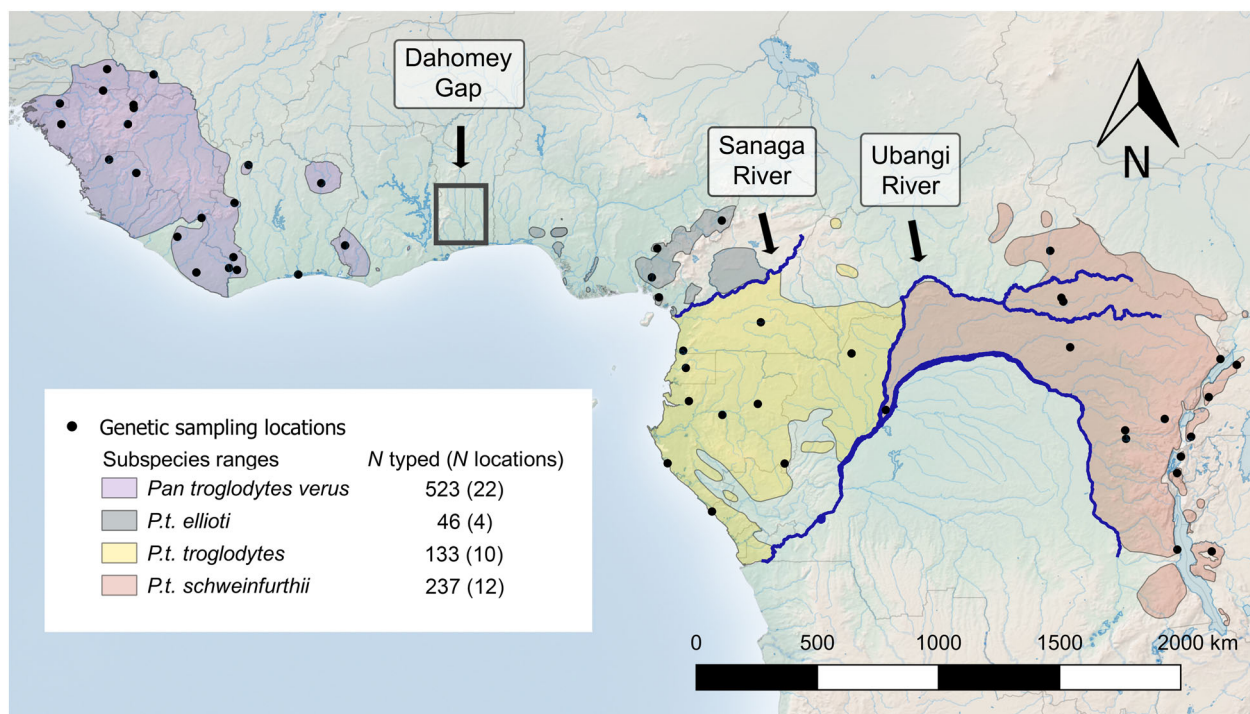 Dahomey
Gap
Sanaga
River
Ubangi
River
N
Genetic sampling locations
Subspecies ranges N typed (N locations)
Pan troglodytes verus 523 (22)
P.t. ellioti 46 (4)
P.t. troglodytes 133 (10)
P.t. schweinfurthii 237 (12)
0 500 1000 1500 2000 km